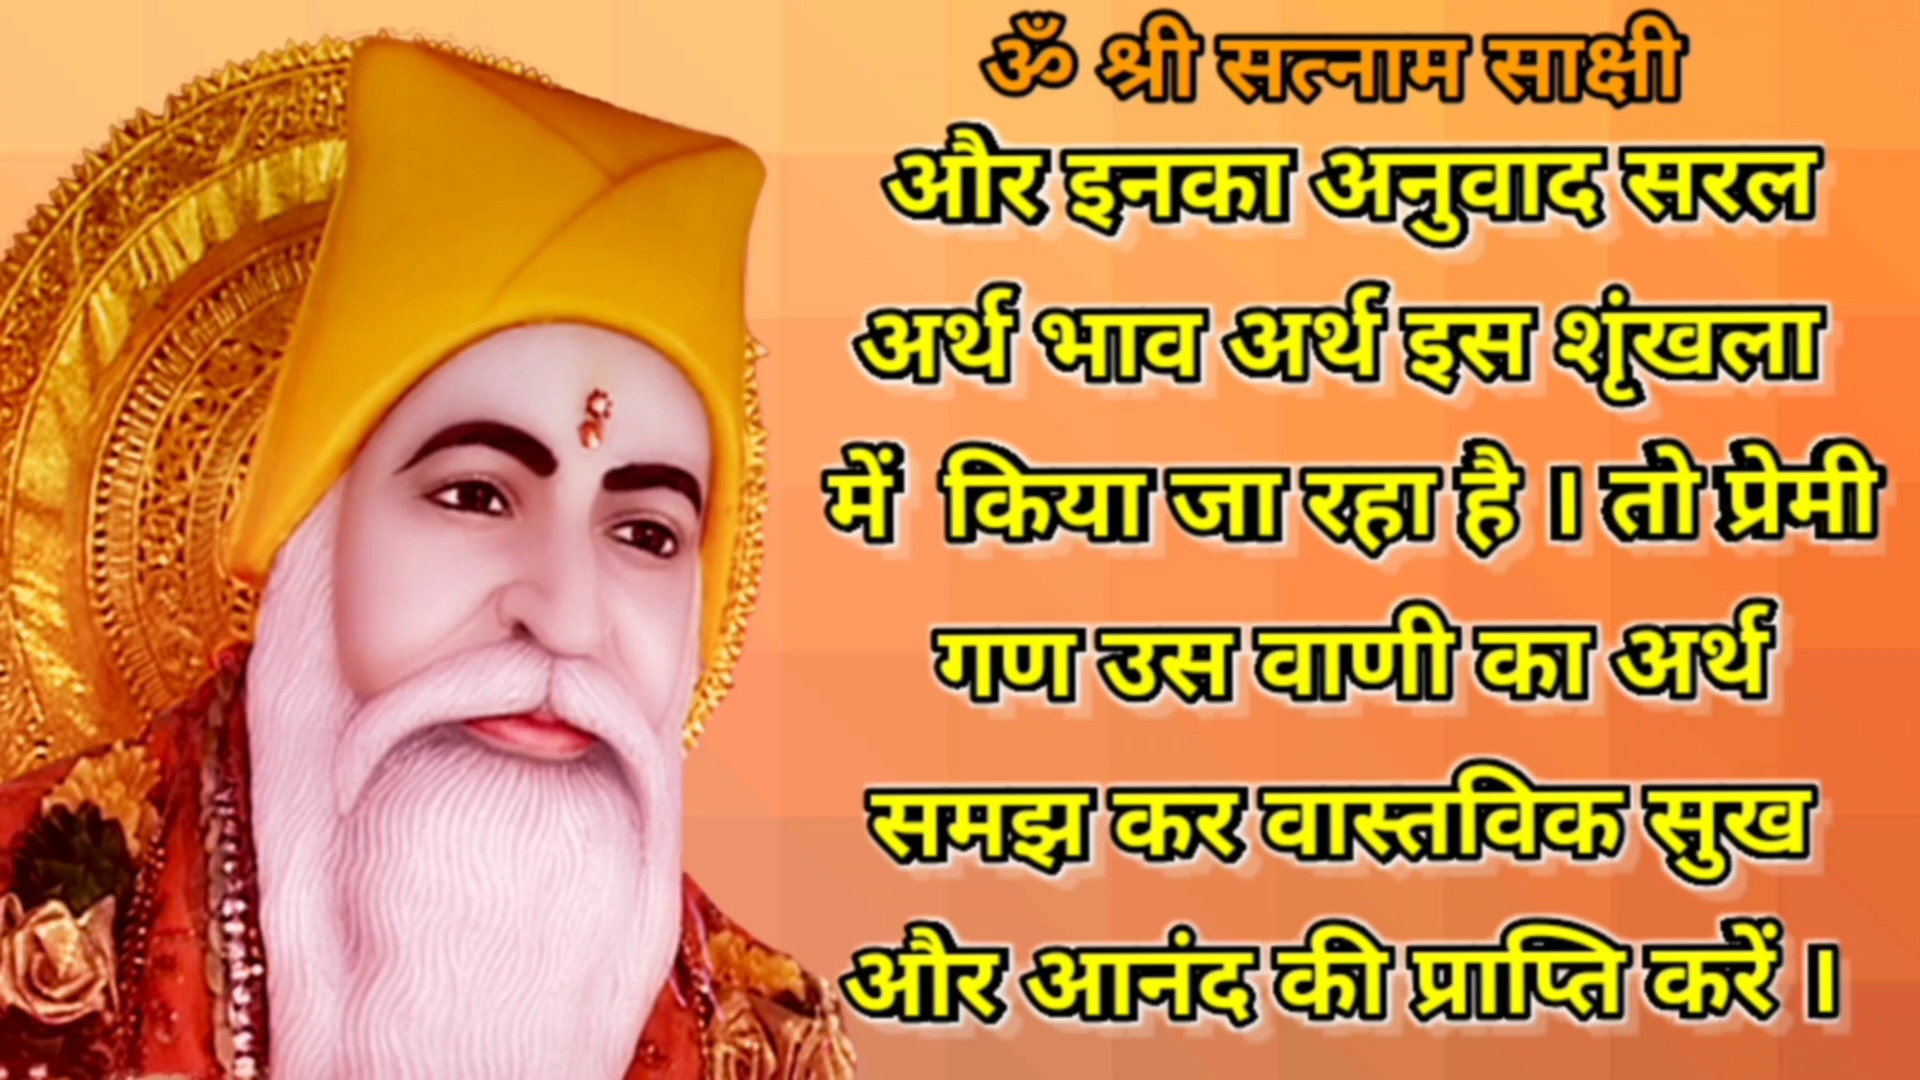 ॐ श्री सत्नाम साक्षी
और इनका अनुवाद सरल
अर्थ भाव अर्थ इस शृंखला
में किया जा रहा है । तो प्रेमी
गण उस वाणी का अर्थ
समझ कर वास्तविक सुख
और आनंद की प्राप्ति करें ।